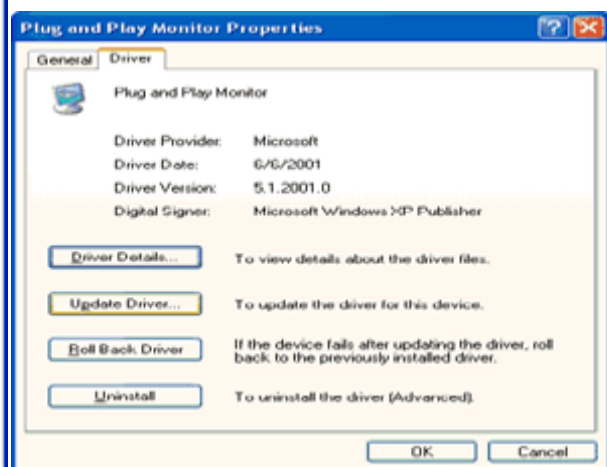 Plug and Play Monitor Properties
General Driver
Plug and Play Monitor
Driver Provider: Microsoft
Driver Date: 6/6/2001
Driver Version: 5.1.2001.0
Digital Signer: Microsoft Windows XP Publisher
Driver Details... To view details about the driver files.
Update Driver... To update the driver for this device.
Roll Back Driver If the device fails after updating the driver, roll
back to the previously installed driver.
Uninstall To uninstall the driver (Advanced).
OK Cancel